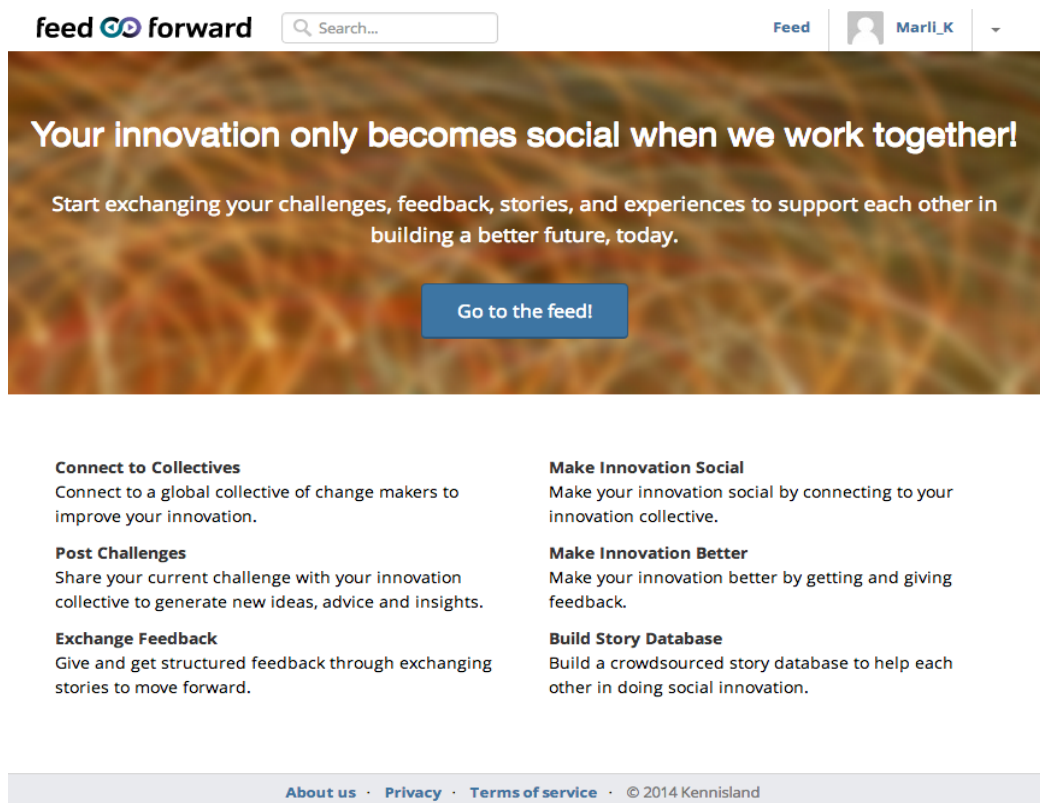 feed forward
Search...
Feed
Marli_K
Your innovation only becomes social when we work together!
Start exchanging your challenges, feedback, stories, and experiences to support each other in
building a better future, today.
Go to the feed!
Connect to Collectives
Connect to a global collective of change makers to
improve your innovation.
Post Challenges
Share your current challenge with your innovation
collective to generate new ideas, advice and insights.
Exchange Feedback
Give and get structured feedback through exchanging
stories to move forward.
Make Innovation Social
Make your innovation social by connecting to your
innovation collective.
Make Innovation Better
Make your innovation better by getting and giving
feedback.
Build Story Database
Build a crowdsourced story database to help each
other in doing social innovation.
About us · Privacy · Terms of service · © 2014 Kennisland